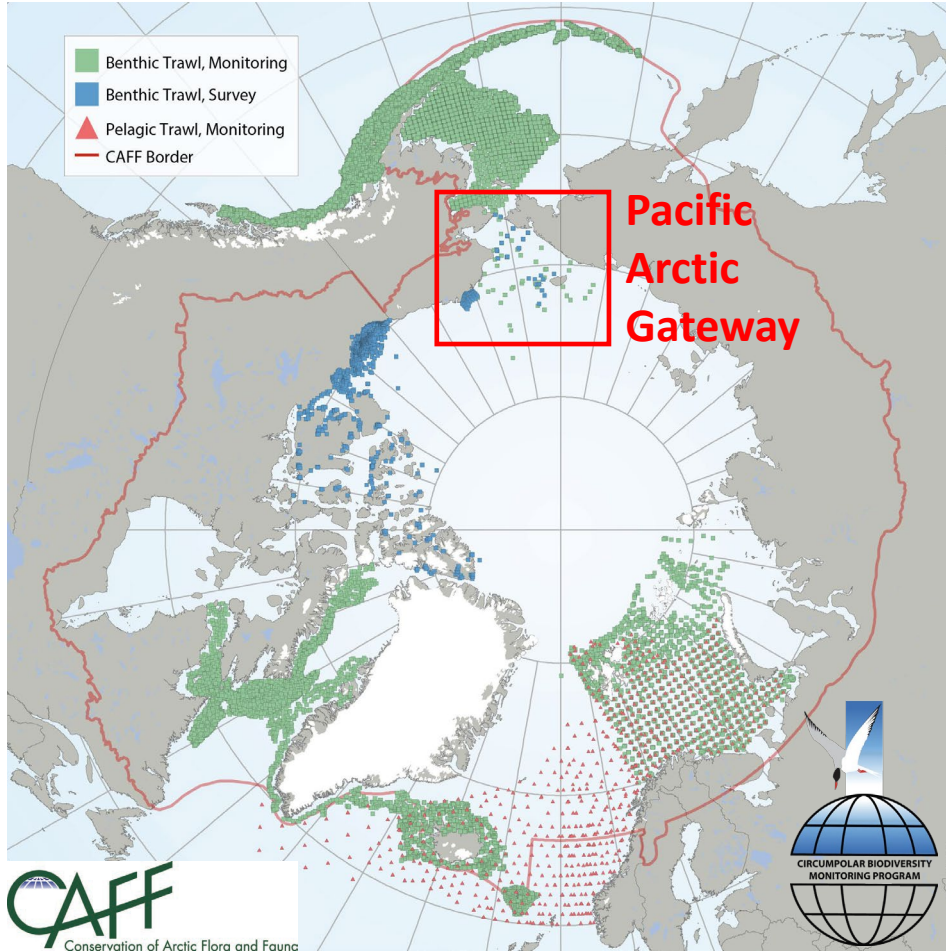 Benthic Trawl, Monitoring
Benthic Trawl, Survey
Pelagic Trawl, Monitoring
CAFF Border
Pacific
Arctic
Gateway
CAFF
Conservation of Arctic Flora and Fauna
CIRCUMPOLAR BIODIVERSITY
MONITORING PROGRAM